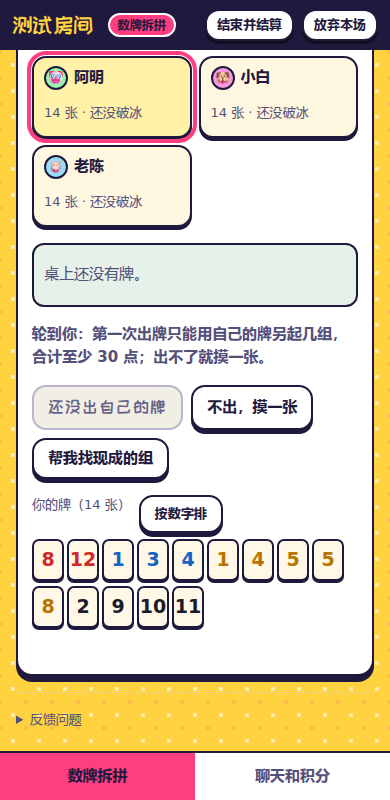 测试房间 数牌拆拼 结束并结算 放弃本场
阿明
14 张 · 还没破冰
小白
14 张 · 还没破冰
老陈
14 张 · 还没破冰
桌上还没有牌。
轮到你：第一次出牌只能用自己的牌另起几组，
合计至少 30 点；出不了就摸一张。
还没出自己的牌 不出，摸一张
帮我找现成的组
你的牌（14 张） 按数字排
8 12 1 3 4 1 4 5 5
8 2 9 10 11
▶ 反馈问题
数牌拆拼 聊天和积分